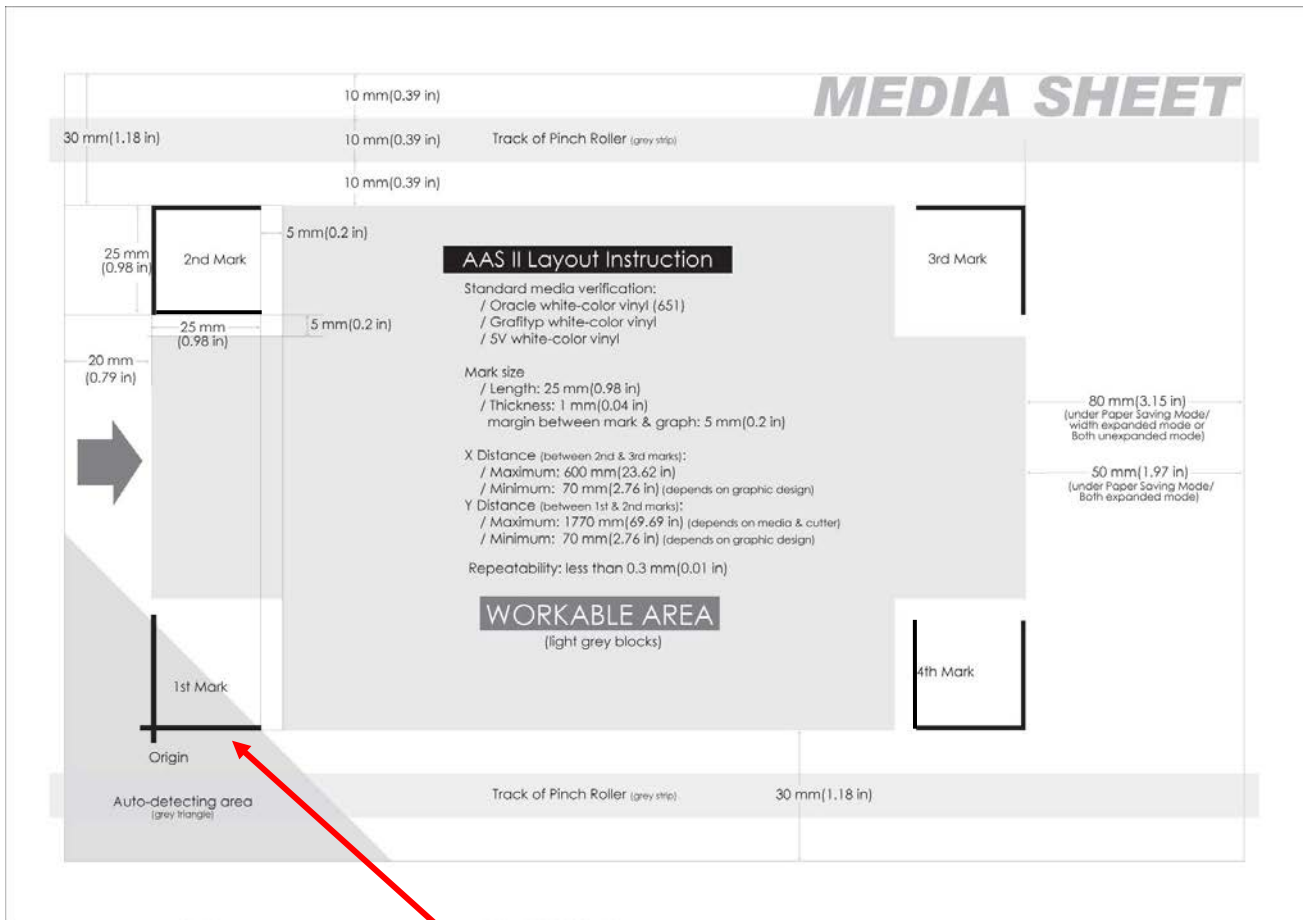 MEDIA SHEET
10 mm(0.39 in)
30 mm(1.18 in)
10 mm(0.39 in)
Track of Pinch Roller (grey strip)
10 mm(0.39 in)
5 mm(0.2 in)
25 mm
(0.98 in)
2nd Mark
AAS II Layout Instruction
3rd Mark
Standard media verification:
/ Oracle white-color vinyl (651)
/ Grafityp white-color vinyl
/ 5V white-color vinyl
25 mm
(0.98 in)
5 mm(0.2 in)
20 mm
(0.79 in)
Mark size
/ Length: 25 mm(0.98 in)
/ Thickness: 1 mm(0.04 in)
margin between mark & graph: 5 mm(0.2 in)
80 mm(3.15 in)
(under Paper Saving Mode/
width expanded mode or
Both unexpanded mode)
X Distance (between 2nd & 3rd marks):
/ Maximum: 600 mm(23.62 in)
/ Minimum: 70 mm(2.76 in) (depends on graphic design)
Y Distance (between 1st & 2nd marks):
/ Maximum: 1770 mm(69.69 in) (depends on media & cutter)
/ Minimum: 70 mm(2.76 in) (depends on graphic design)
50 mm(1.97 in)
(under Paper Saving Mode/
Both expanded mode)
Repeatability: less than 0.3 mm(0.01 in)
WORKABLE AREA
(light grey blocks)
1st Mark
4th Mark
Origin
Auto-detecting area
(grey triangle)
Track of Pinch Roller (grey strip)
30 mm(1.18 in)